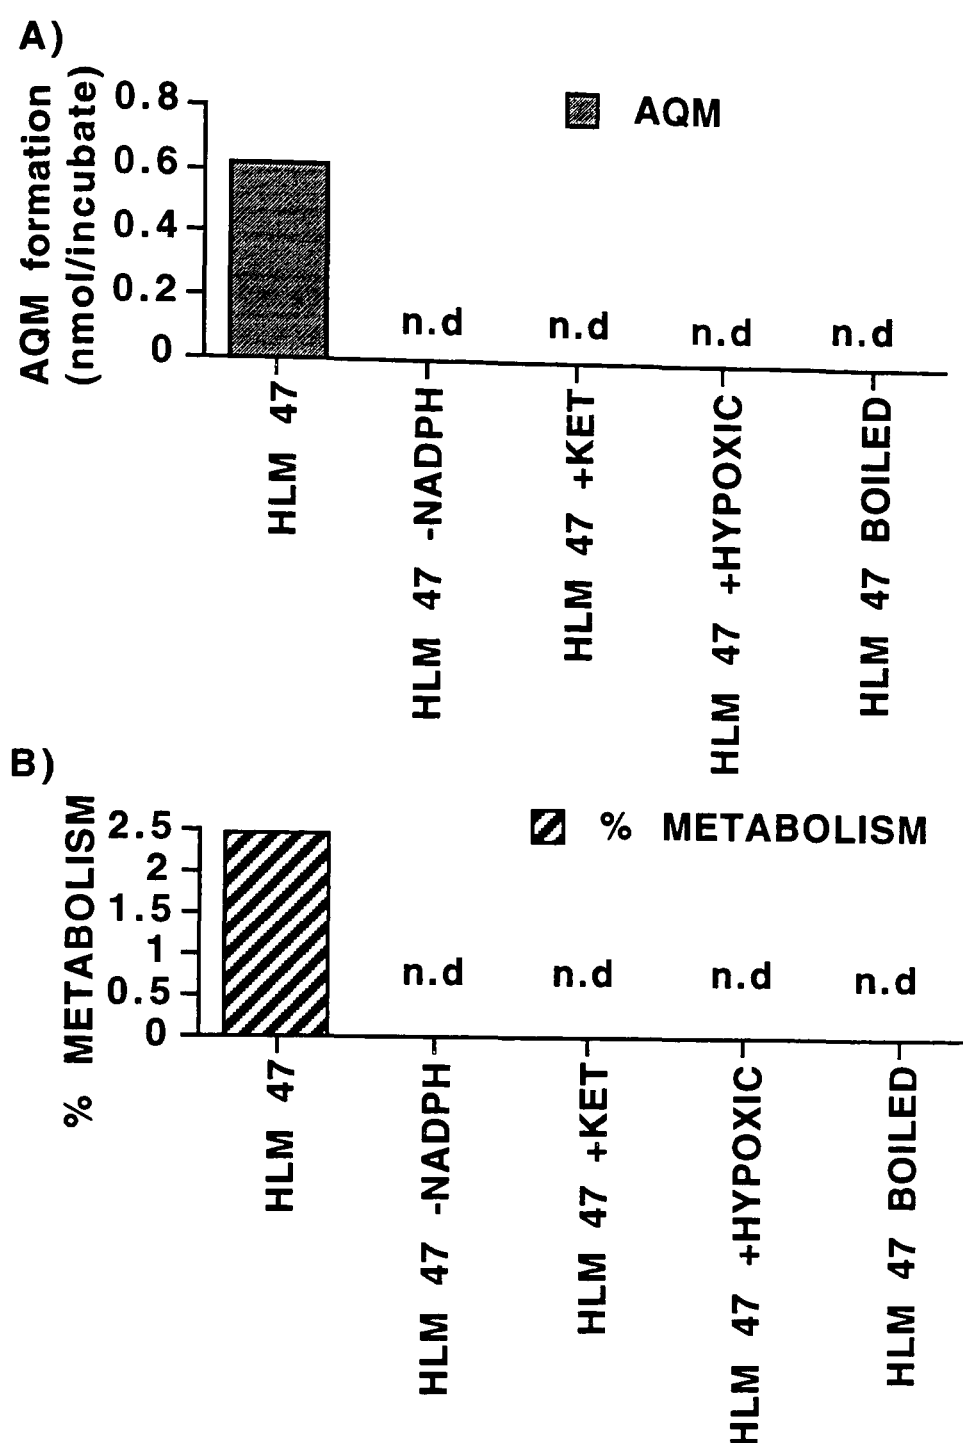 A)
AQM formation
(nmol/incubate)
0.8
0.6
0.4
0.2
0
AQM
n.d
n.d
n.d
n.d
HLM 47
HLM 47 -NADPH
HLM 47 +KET
HLM 47 +HYPOXIC
HLM 47 BOILED
B)
% METABOLISM
2.5
2
1.5
1
0.5
0
% METABOLISM
n.d
n.d
n.d
n.d
HLM 47
HLM 47 -NADPH
HLM 47 +KET
HLM 47 +HYPOXIC
HLM 47 BOILED